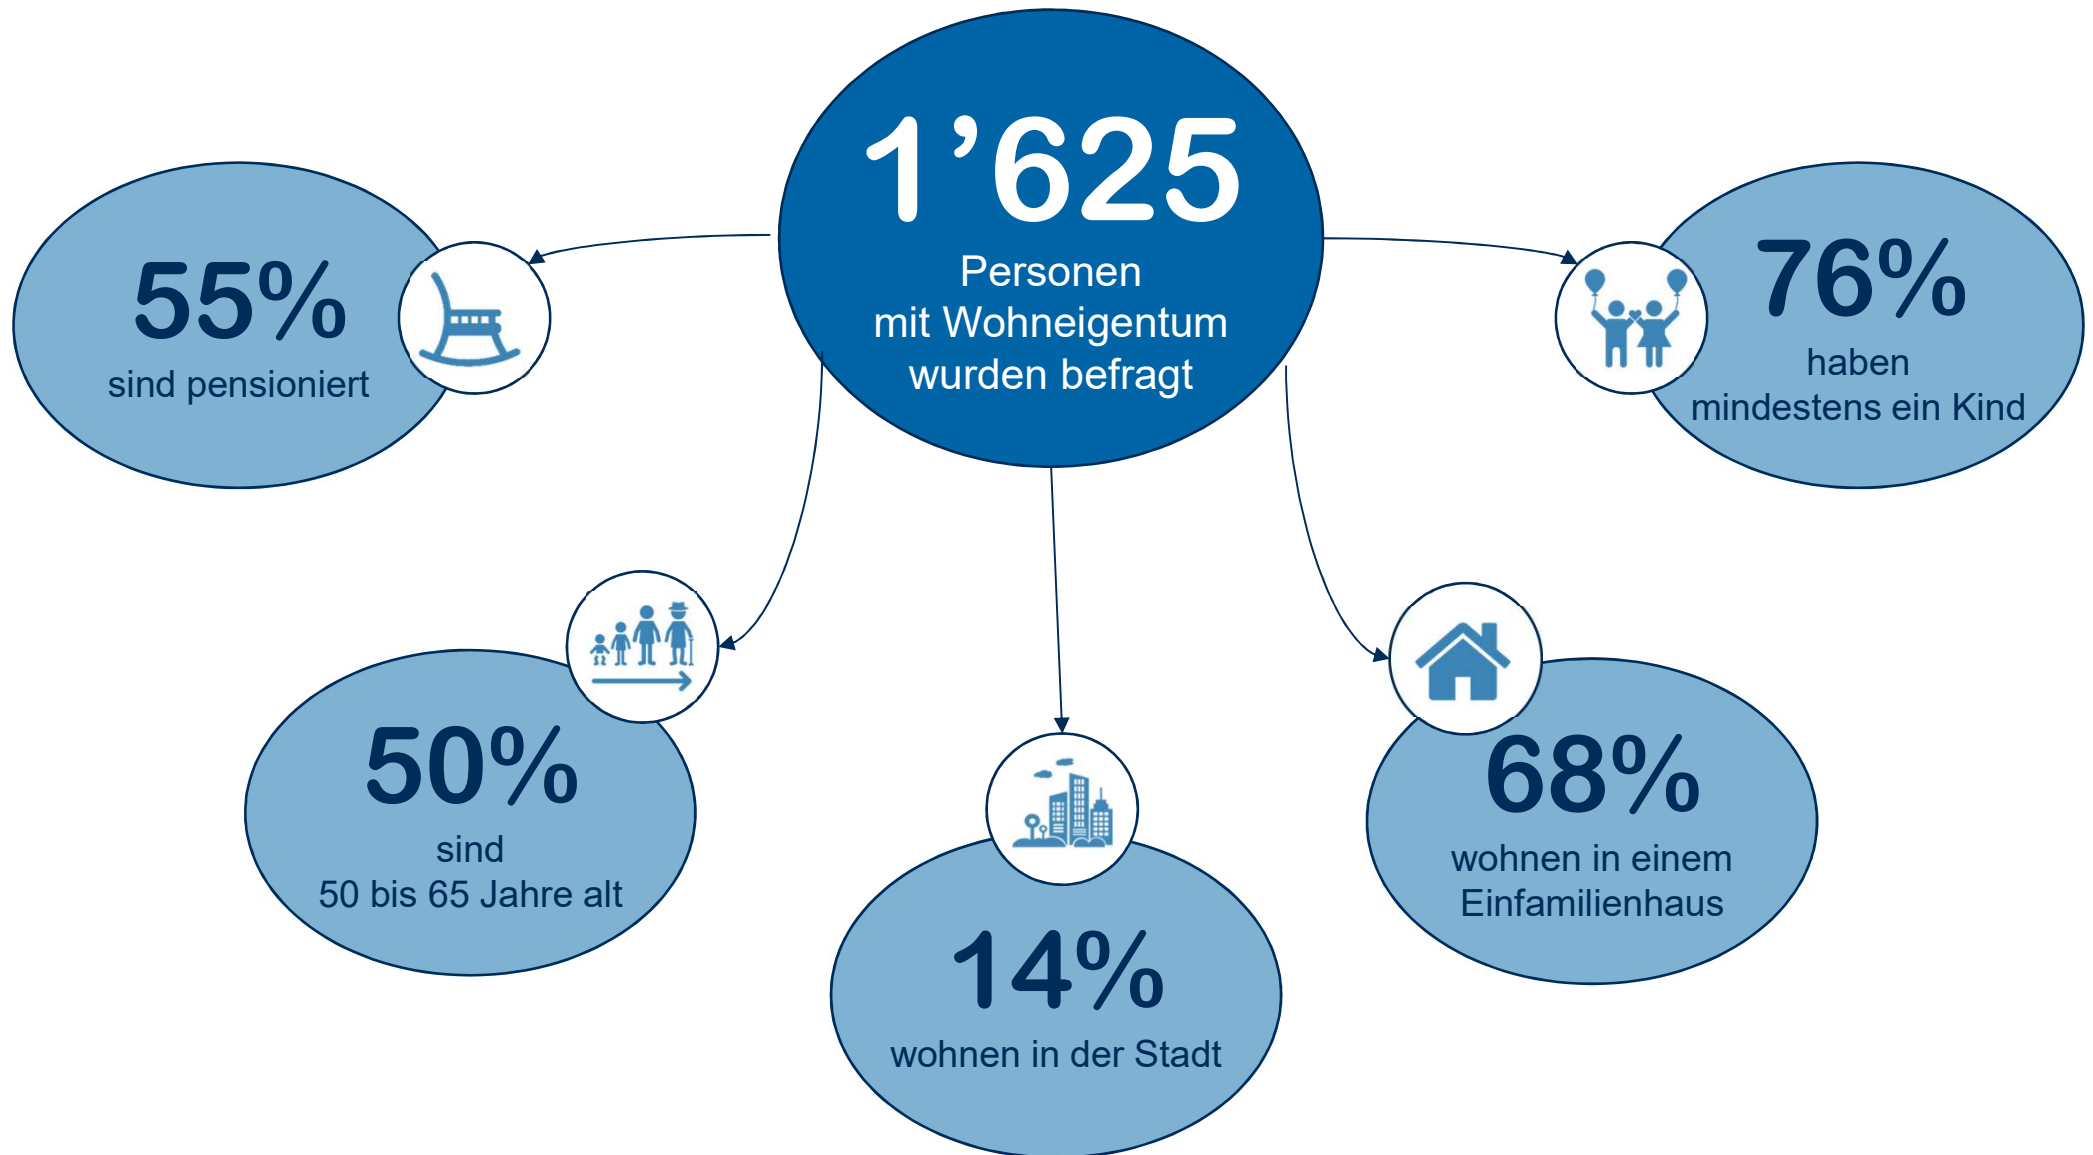 1’625
Personen
mit Wohneigentum
wurden befragt
55%
sind pensioniert
76%
haben
mindestens ein Kind
50%
sind
50 bis 65 Jahre alt
68%
wohnen in einem
Einfamilienhaus
14%
wohnen in der Stadt